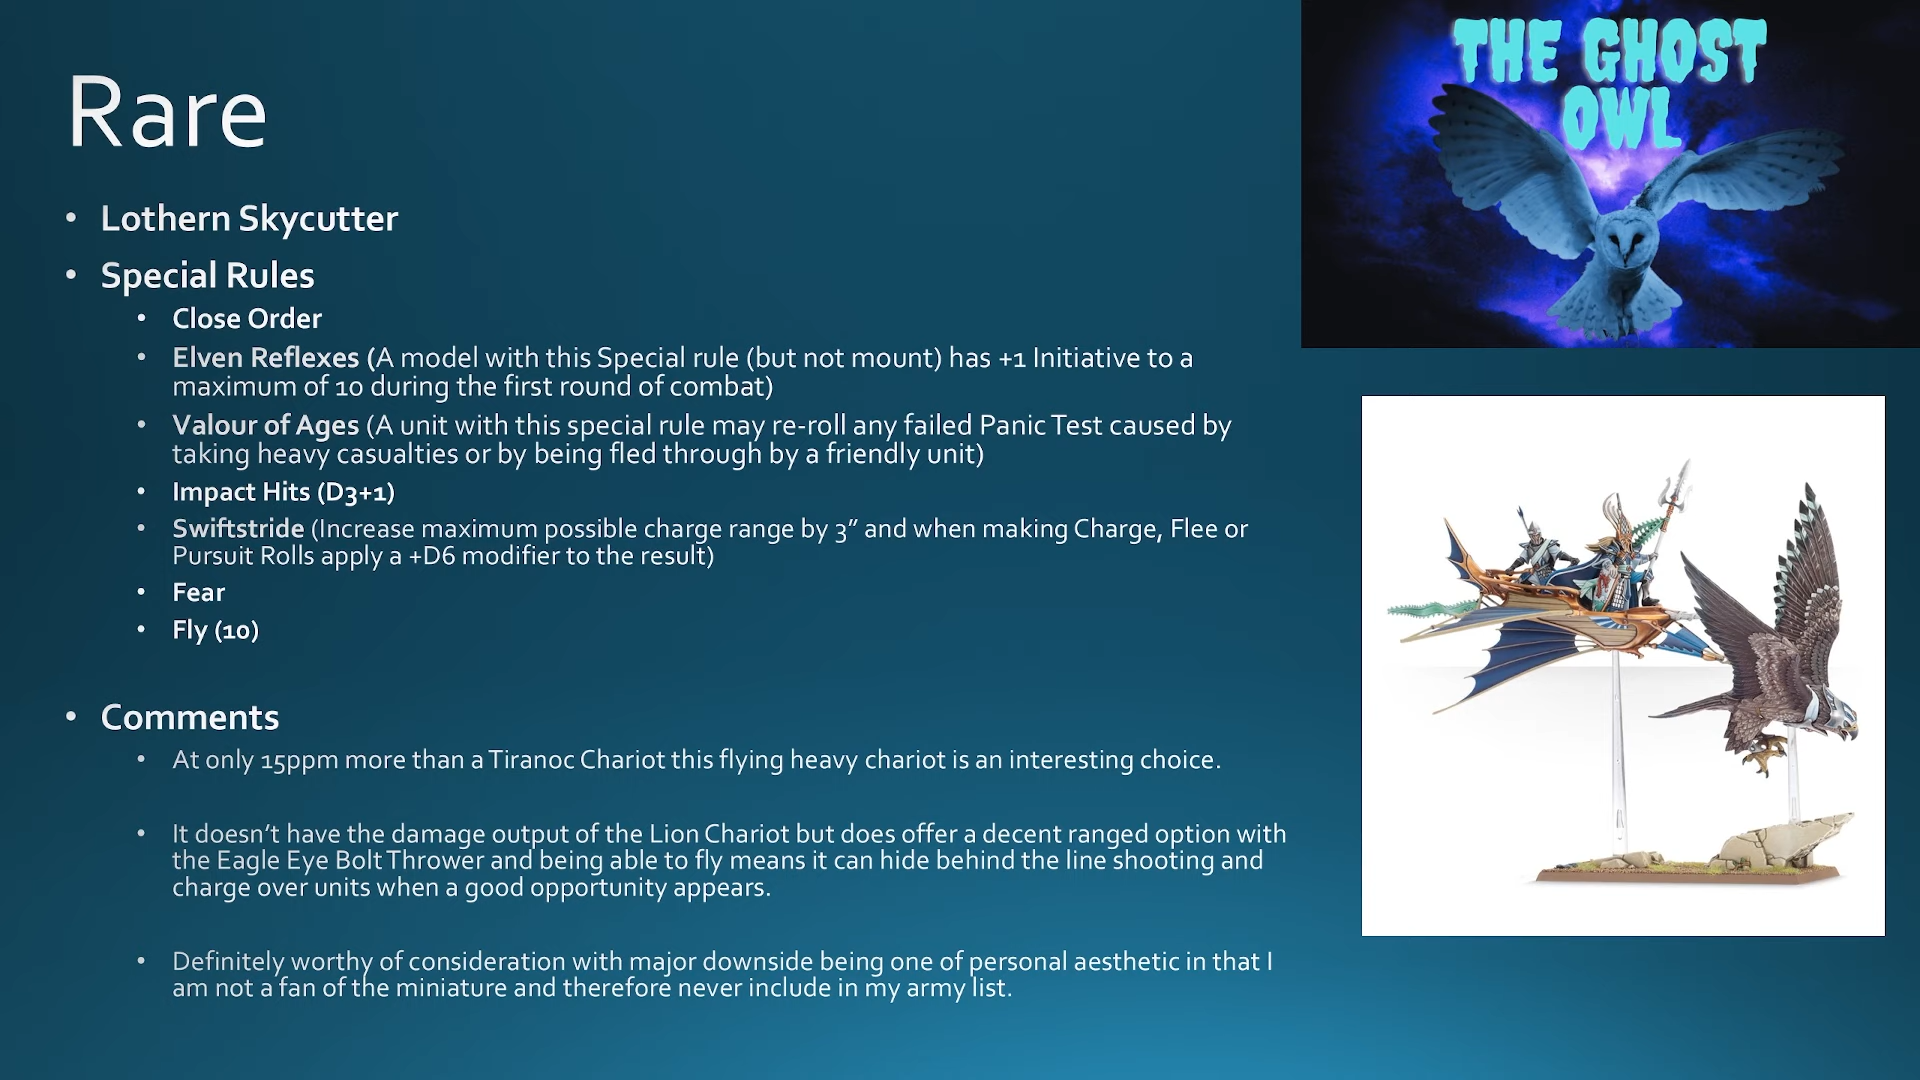 Rare
THE GHOST
OWL
• Lothern Skycutter
• Special Rules
• Close Order
• Elven Reflexes (A model with this Special rule (but not mount) has +1 Initiative to a
maximum of 10 during the first round of combat)
• Valour of Ages (A unit with this special rule may re-roll any failed Panic Test caused by
taking heavy casualties or by being fled through by a friendly unit)
• Impact Hits (D3+1)
• Swiftstride (Increase maximum possible charge range by 3” and when making Charge, Flee or
Pursuit Rolls apply a +D6 modifier to the result)
• Fear
• Fly (10)
• Comments
• At only 15ppm more than a Tiranoc Chariot this flying heavy chariot is an interesting choice.
• It doesn’t have the damage output of the Lion Chariot but does offer a decent ranged option with
the Eagle Eye Bolt Thrower and being able to fly means it can hide behind the line shooting and
charge over units when a good opportunity appears.
• Definitely worthy of consideration with major downside being one of personal aesthetic in that I
am not a fan of the miniature and therefore never include in my army list.